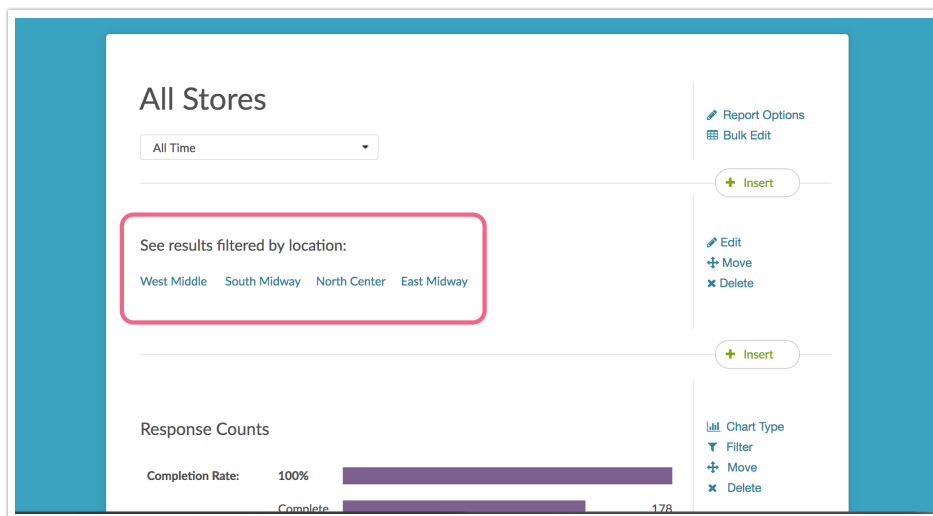 All Stores
Report Options
Bulk Edit
All Time
Insert
See results filtered by location:
West Middle South Midway North Center East Midway
Edit
Move
Delete
Insert
Response Counts
Chart Type
Filter
Move
Delete
Completion Rate: 100%
Complete 178